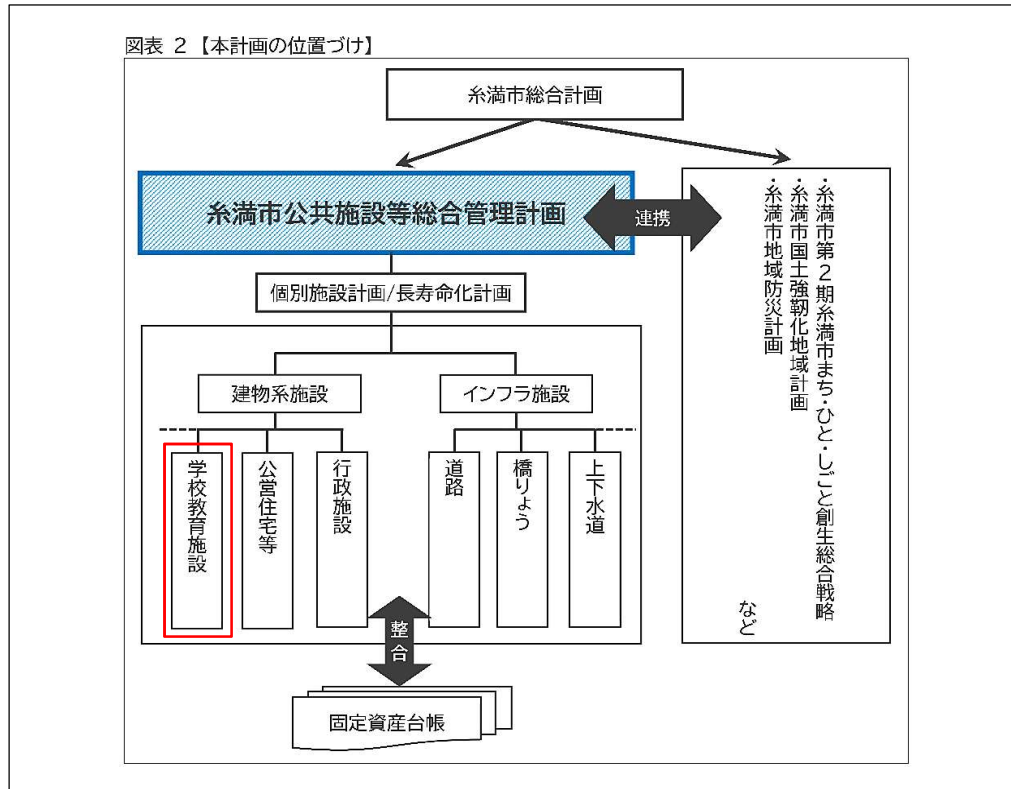 図表 2 【本計画の位置づけ】
糸満市総合計画
糸満市公共施設等総合管理計画
連携
・糸満市第2期糸満市まち・ひと・しごと創生総合戦略
・糸満市国土強靭化地域計画
・糸満市地域防災計画
など
個別施設計画/長寿命化計画
建物系施設
インフラ施設
学校教育施設
公営住宅等
行政施設
道路
橋りょう
上下水道
整合
固定資産台帳